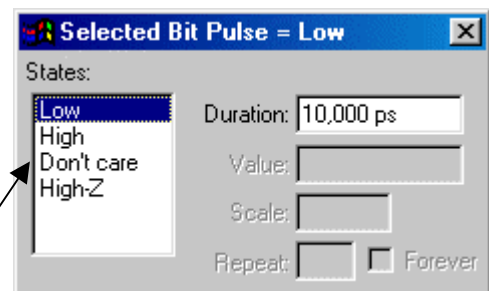 Selected Bit Pulse = Low
States:
Low
High
Don't care
High-Z
Duration: 10,000 ps
Value:
Scale:
Repeat: Forever